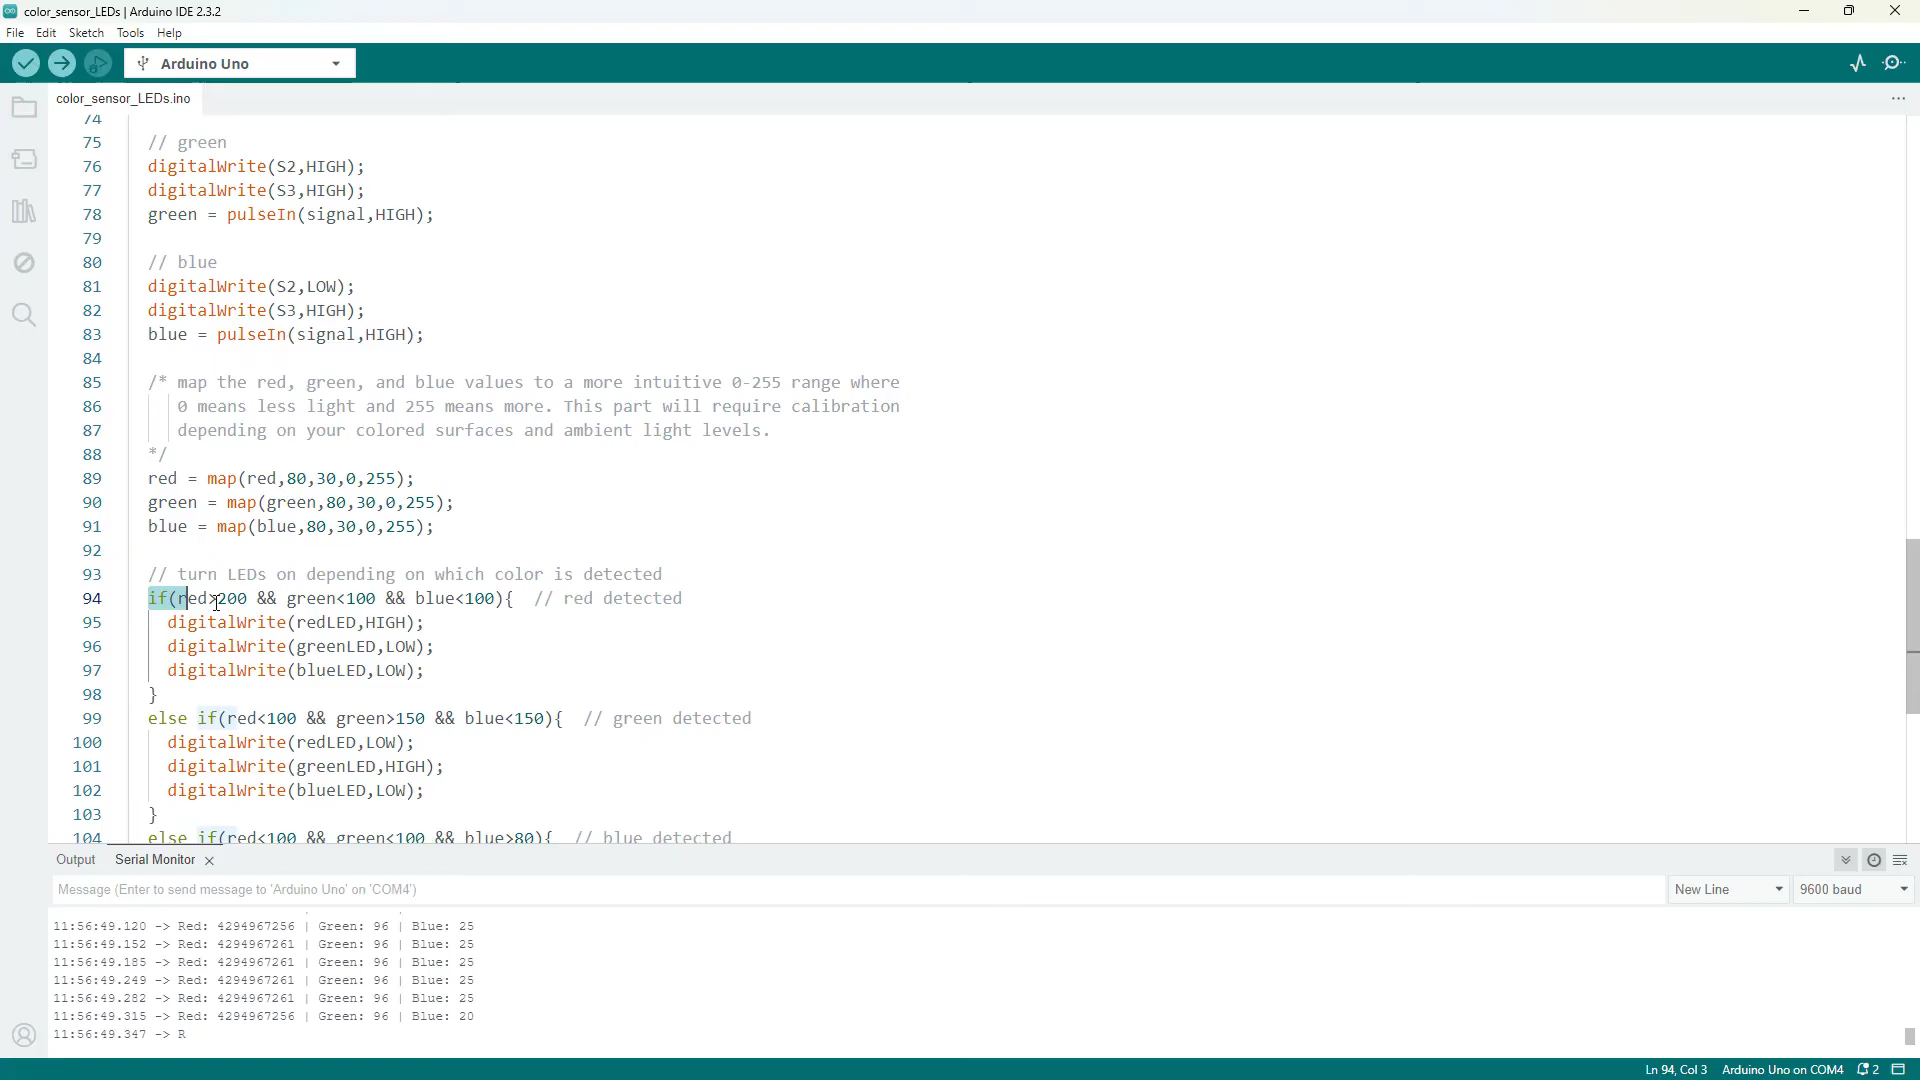 color_sensor_LEDs | Arduino IDE 2.3.2
File Edit Sketch Tools Help
Arduino Uno
color_sensor_LEDs.ino
74
75 // green
76 digitalWrite(S2,HIGH);
77 digitalWrite(S3,HIGH);
78 green = pulseIn(signal,HIGH);
79
80 // blue
81 digitalWrite(S2,LOW);
82 digitalWrite(S3,HIGH);
83 blue = pulseIn(signal,HIGH);
84
85 /* map the red, green, and blue values to a more intuitive 0-255 range where
86 0 means less light and 255 means more. This part will require calibration
87 depending on your colored surfaces and ambient light levels.
88 */
89 red = map(red,80,30,0,255);
90 green = map(green,80,30,0,255);
91 blue = map(blue,80,30,0,255);
92
93 // turn LEDs on depending on which color is detected
94 if(red>200 && green<100 && blue<100){ // red detected
95 digitalWrite(redLED,HIGH);
96 digitalWrite(greenLED,LOW);
97 digitalWrite(blueLED,LOW);
98 }
99 else if(red<100 && green>150 && blue<150){ // green detected
100 digitalWrite(redLED,LOW);
101 digitalWrite(greenLED,HIGH);
102 digitalWrite(blueLED,LOW);
103 }
104 else if(red<100 && green<100 && blue>80){ // blue detected
Output Serial Monitor
Message (Enter to send message to 'Arduino Uno' on 'COM4') New Line 9600 baud
11:56:49.120 -> Red: 4294967256 | Green: 96 | Blue: 25
11:56:49.152 -> Red: 4294967261 | Green: 96 | Blue: 25
11:56:49.185 -> Red: 4294967261 | Green: 96 | Blue: 25
11:56:49.249 -> Red: 4294967261 | Green: 96 | Blue: 25
11:56:49.282 -> Red: 4294967261 | Green: 96 | Blue: 25
11:56:49.315 -> Red: 4294967256 | Green: 96 | Blue: 20
11:56:49.347 -> R
Ln 94, Col 3 Arduino Uno on COM4 2